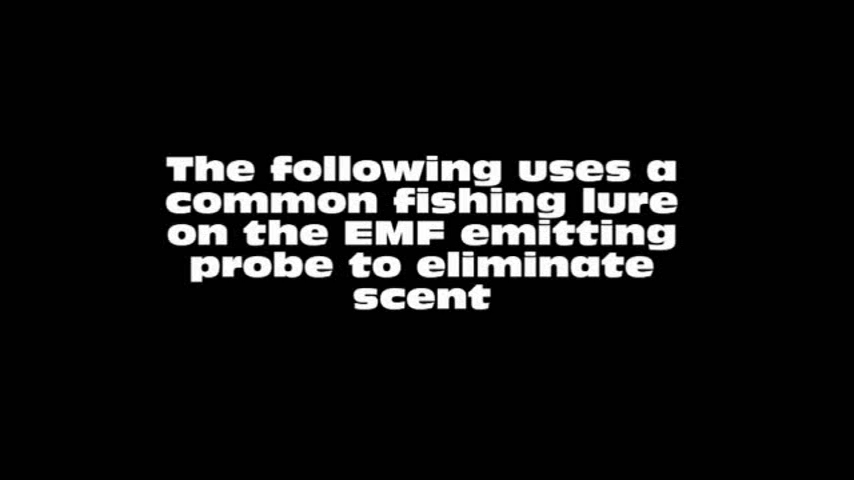 The following uses a
common fishing lure
on the EMF emitting
probe to eliminate
scent